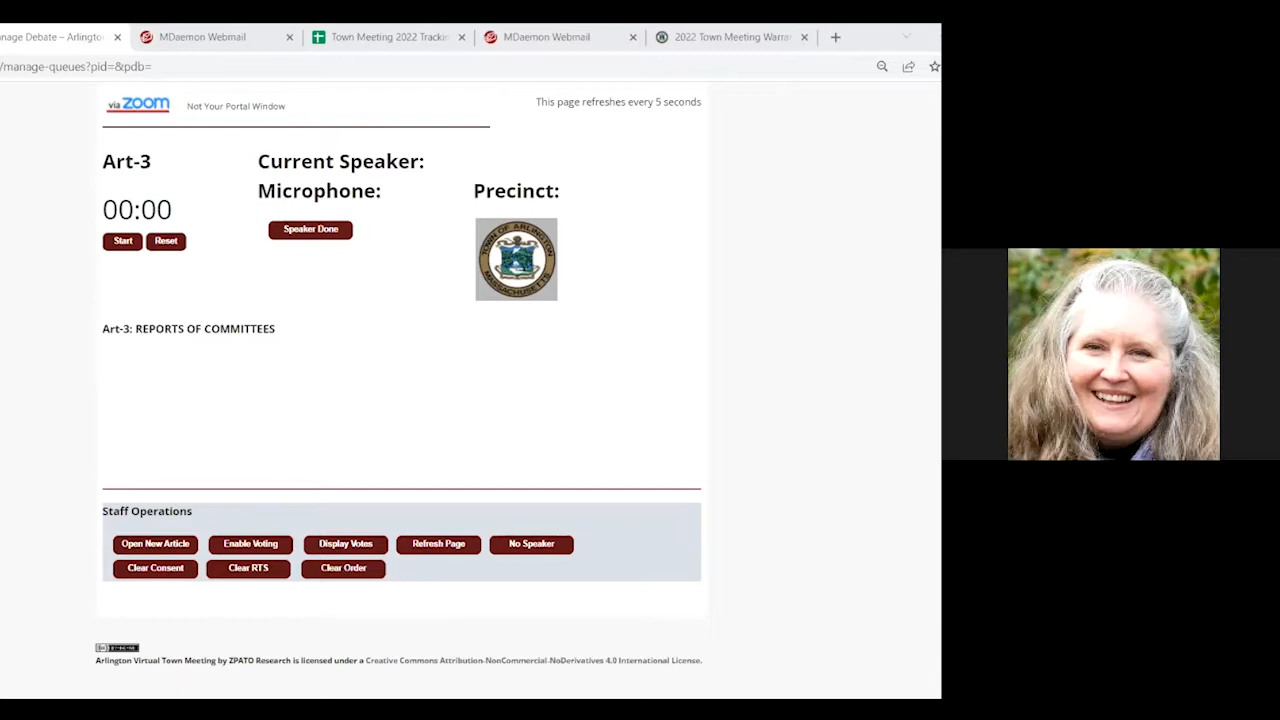 nage Debate – Arlingto
MDaemon Webmail
Town Meeting 2022 Trackin
MDaemon Webmail
2022 Town Meeting Warra
/manage-queues?pid=&pdb=
via zoom
Not Your Portal Window
This page refreshes every 5 seconds
Art-3
Current Speaker:
Microphone:
Precinct:
00:00
Start
Reset
Speaker Done
TOWN OF ARLINGTON
MASSACHUSETTS
Art-3: REPORTS OF COMMITTEES
Staff Operations
Open New Article
Enable Voting
Display Votes
Refresh Page
No Speaker
Clear Consent
Clear RTS
Clear Order
Arlington Virtual Town Meeting by ZPATO Research is licensed under a Creative Commons Attribution-NonCommercial-NoDerivatives 4.0 International License.